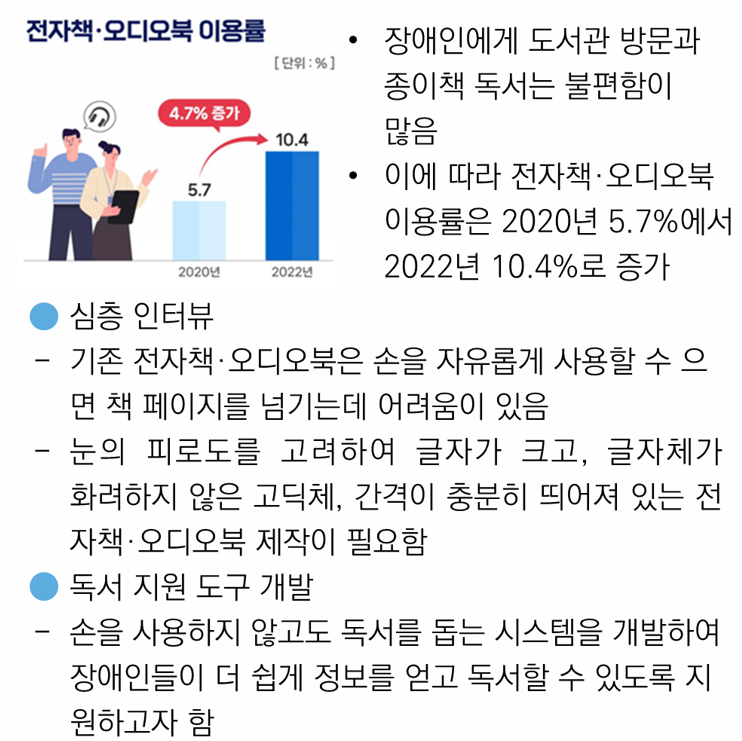 전자책·오디오북 이용률
[ 단위 : % ]
4.7% 증가
5.7
10.4
2020년
2022년
• 장애인에게 도서관 방문과
종이책 독서는 불편함이
많음
• 이에 따라 전자책·오디오북
이용률은 2020년 5.7%에서
2022년 10.4%로 증가
● 심층 인터뷰
- 기존 전자책·오디오북은 손을 자유롭게 사용할 수 으
면 책 페이지를 넘기는데 어려움이 있음
- 눈의 피로도를 고려하여 글자가 크고, 글자체가
화려하지 않은 고딕체, 간격이 충분히 띄어져 있는 전
자책·오디오북 제작이 필요함
● 독서 지원 도구 개발
- 손을 사용하지 않고도 독서를 돕는 시스템을 개발하여
장애인들이 더 쉽게 정보를 얻고 독서할 수 있도록 지
원하고자 함